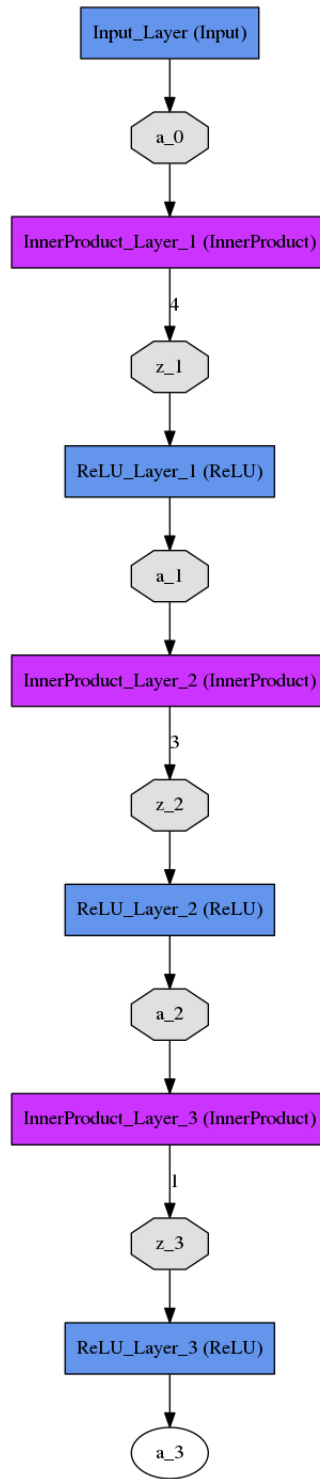 Input_Layer (Input)
a_0
InnerProduct_Layer_1 (InnerProduct)
4
z_1
ReLU_Layer_1 (ReLU)
a_1
InnerProduct_Layer_2 (InnerProduct)
3
z_2
ReLU_Layer_2 (ReLU)
a_2
InnerProduct_Layer_3 (InnerProduct)
1
z_3
ReLU_Layer_3 (ReLU)
a_3